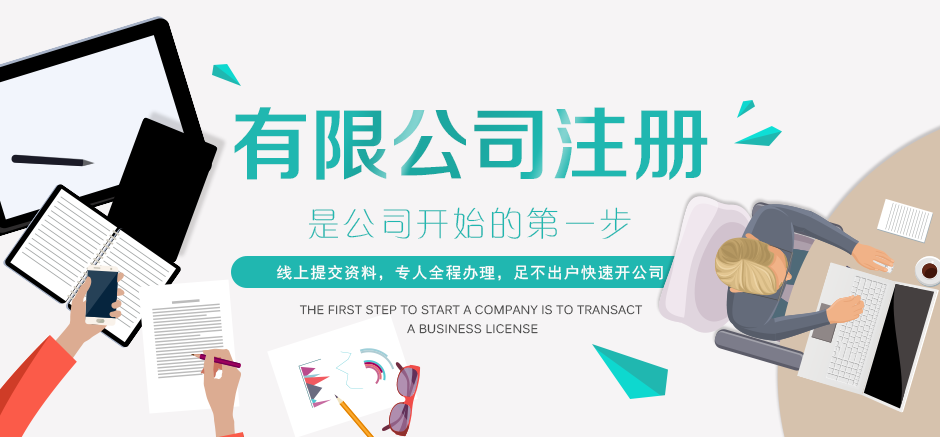 有限公司注册
是公司开始的第一步
线上提交资料，专人全程办理，足不出户快速开公司
THE FIRST STEP TO START A COMPANY IS TO TRANSACT
A BUSINESS LICENSE